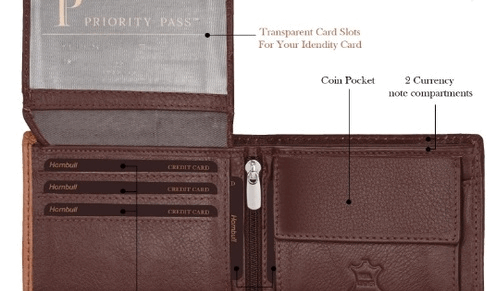 P
PRIORITY PASS™
Transparent Card Slots
For Your Idendity Card
Coin Pocket
2 Currency
note compartments
Hornbull
CREDIT CARD
Hornbull
CREDIT CARD
Hornbull
CREDIT CARD
Hornbull